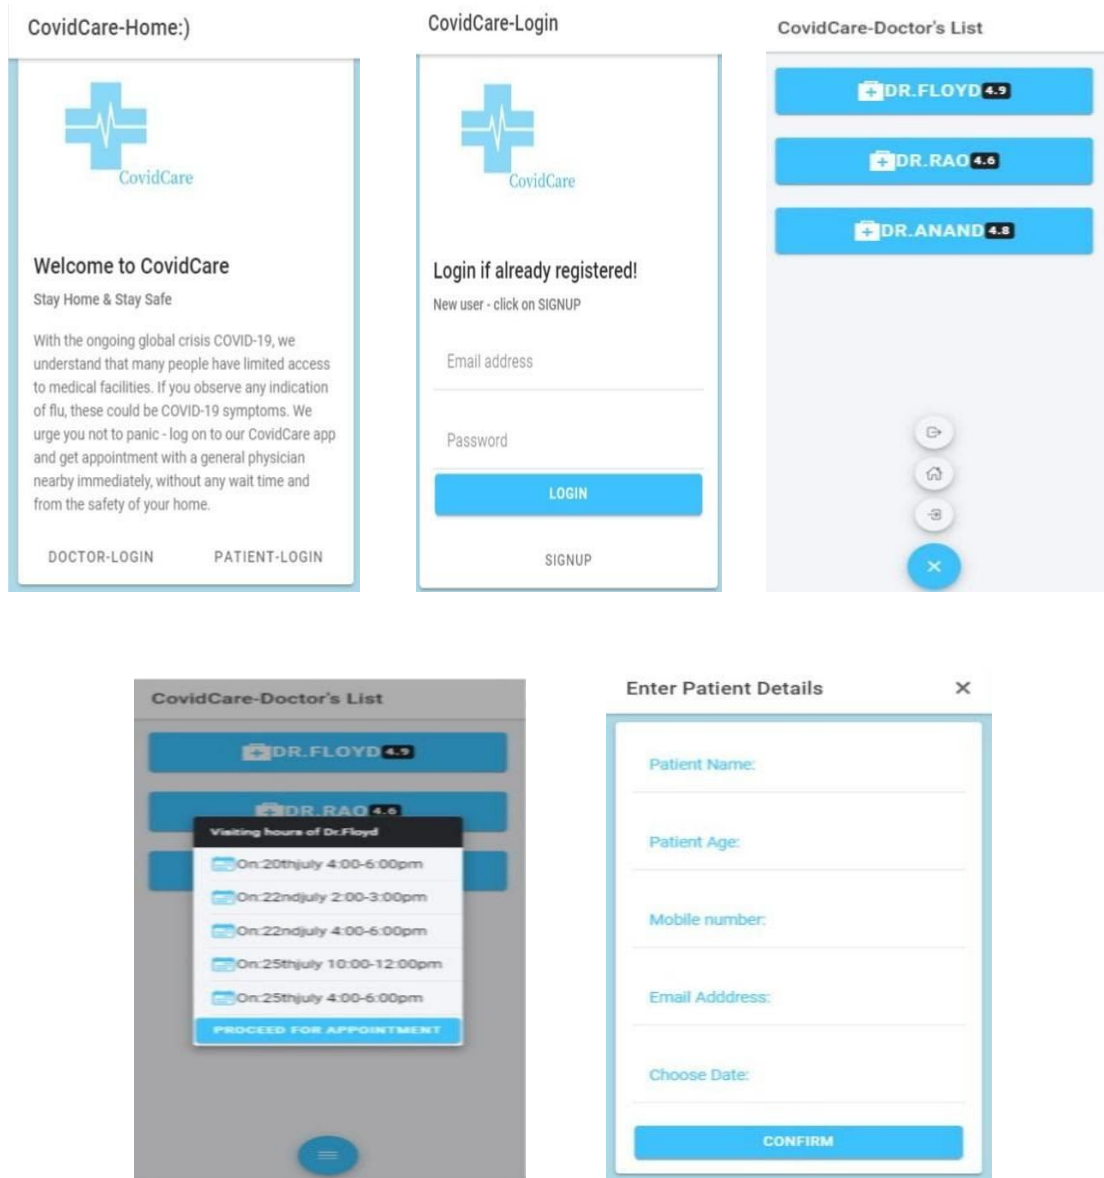 CovidCare-Home:)
CovidCare
Welcome to CovidCare
Stay Home & Stay Safe
With the ongoing global crisis COVID-19, we
understand that many people have limited access
to medical facilities. If you observe any indication
of flu, these could be COVID-19 symptoms. We
urge you not to panic - log on to our CovidCare app
and get appointment with a general physician
nearby immediately, without any wait time and
from the safety of your home.
DOCTOR-LOGIN PATIENT-LOGIN
CovidCare-Login
CovidCare
Login if already registered!
New user - click on SIGNUP
Email address
Password
LOGIN
SIGNUP
CovidCare-Doctor's List
DR.FLOYD 4.9
DR.RAO 4.6
DR.ANAND 4.8
CovidCare-Doctor's List
DR.FLOYD 4.9
DR.RAO 4.6
Visiting hours of Dr.Floyd
On:20thjuly 4:00-6:00pm
On:22ndjuly 2:00-3:00pm
On:22ndjuly 4:00-6:00pm
On:25thjuly 10:00-12:00pm
On:25thjuly 4:00-6:00pm
PROCEED FOR APPOINTMENT
Enter Patient Details
Patient Name:
Patient Age:
Mobile number:
Email Adddress:
Choose Date:
CONFIRM